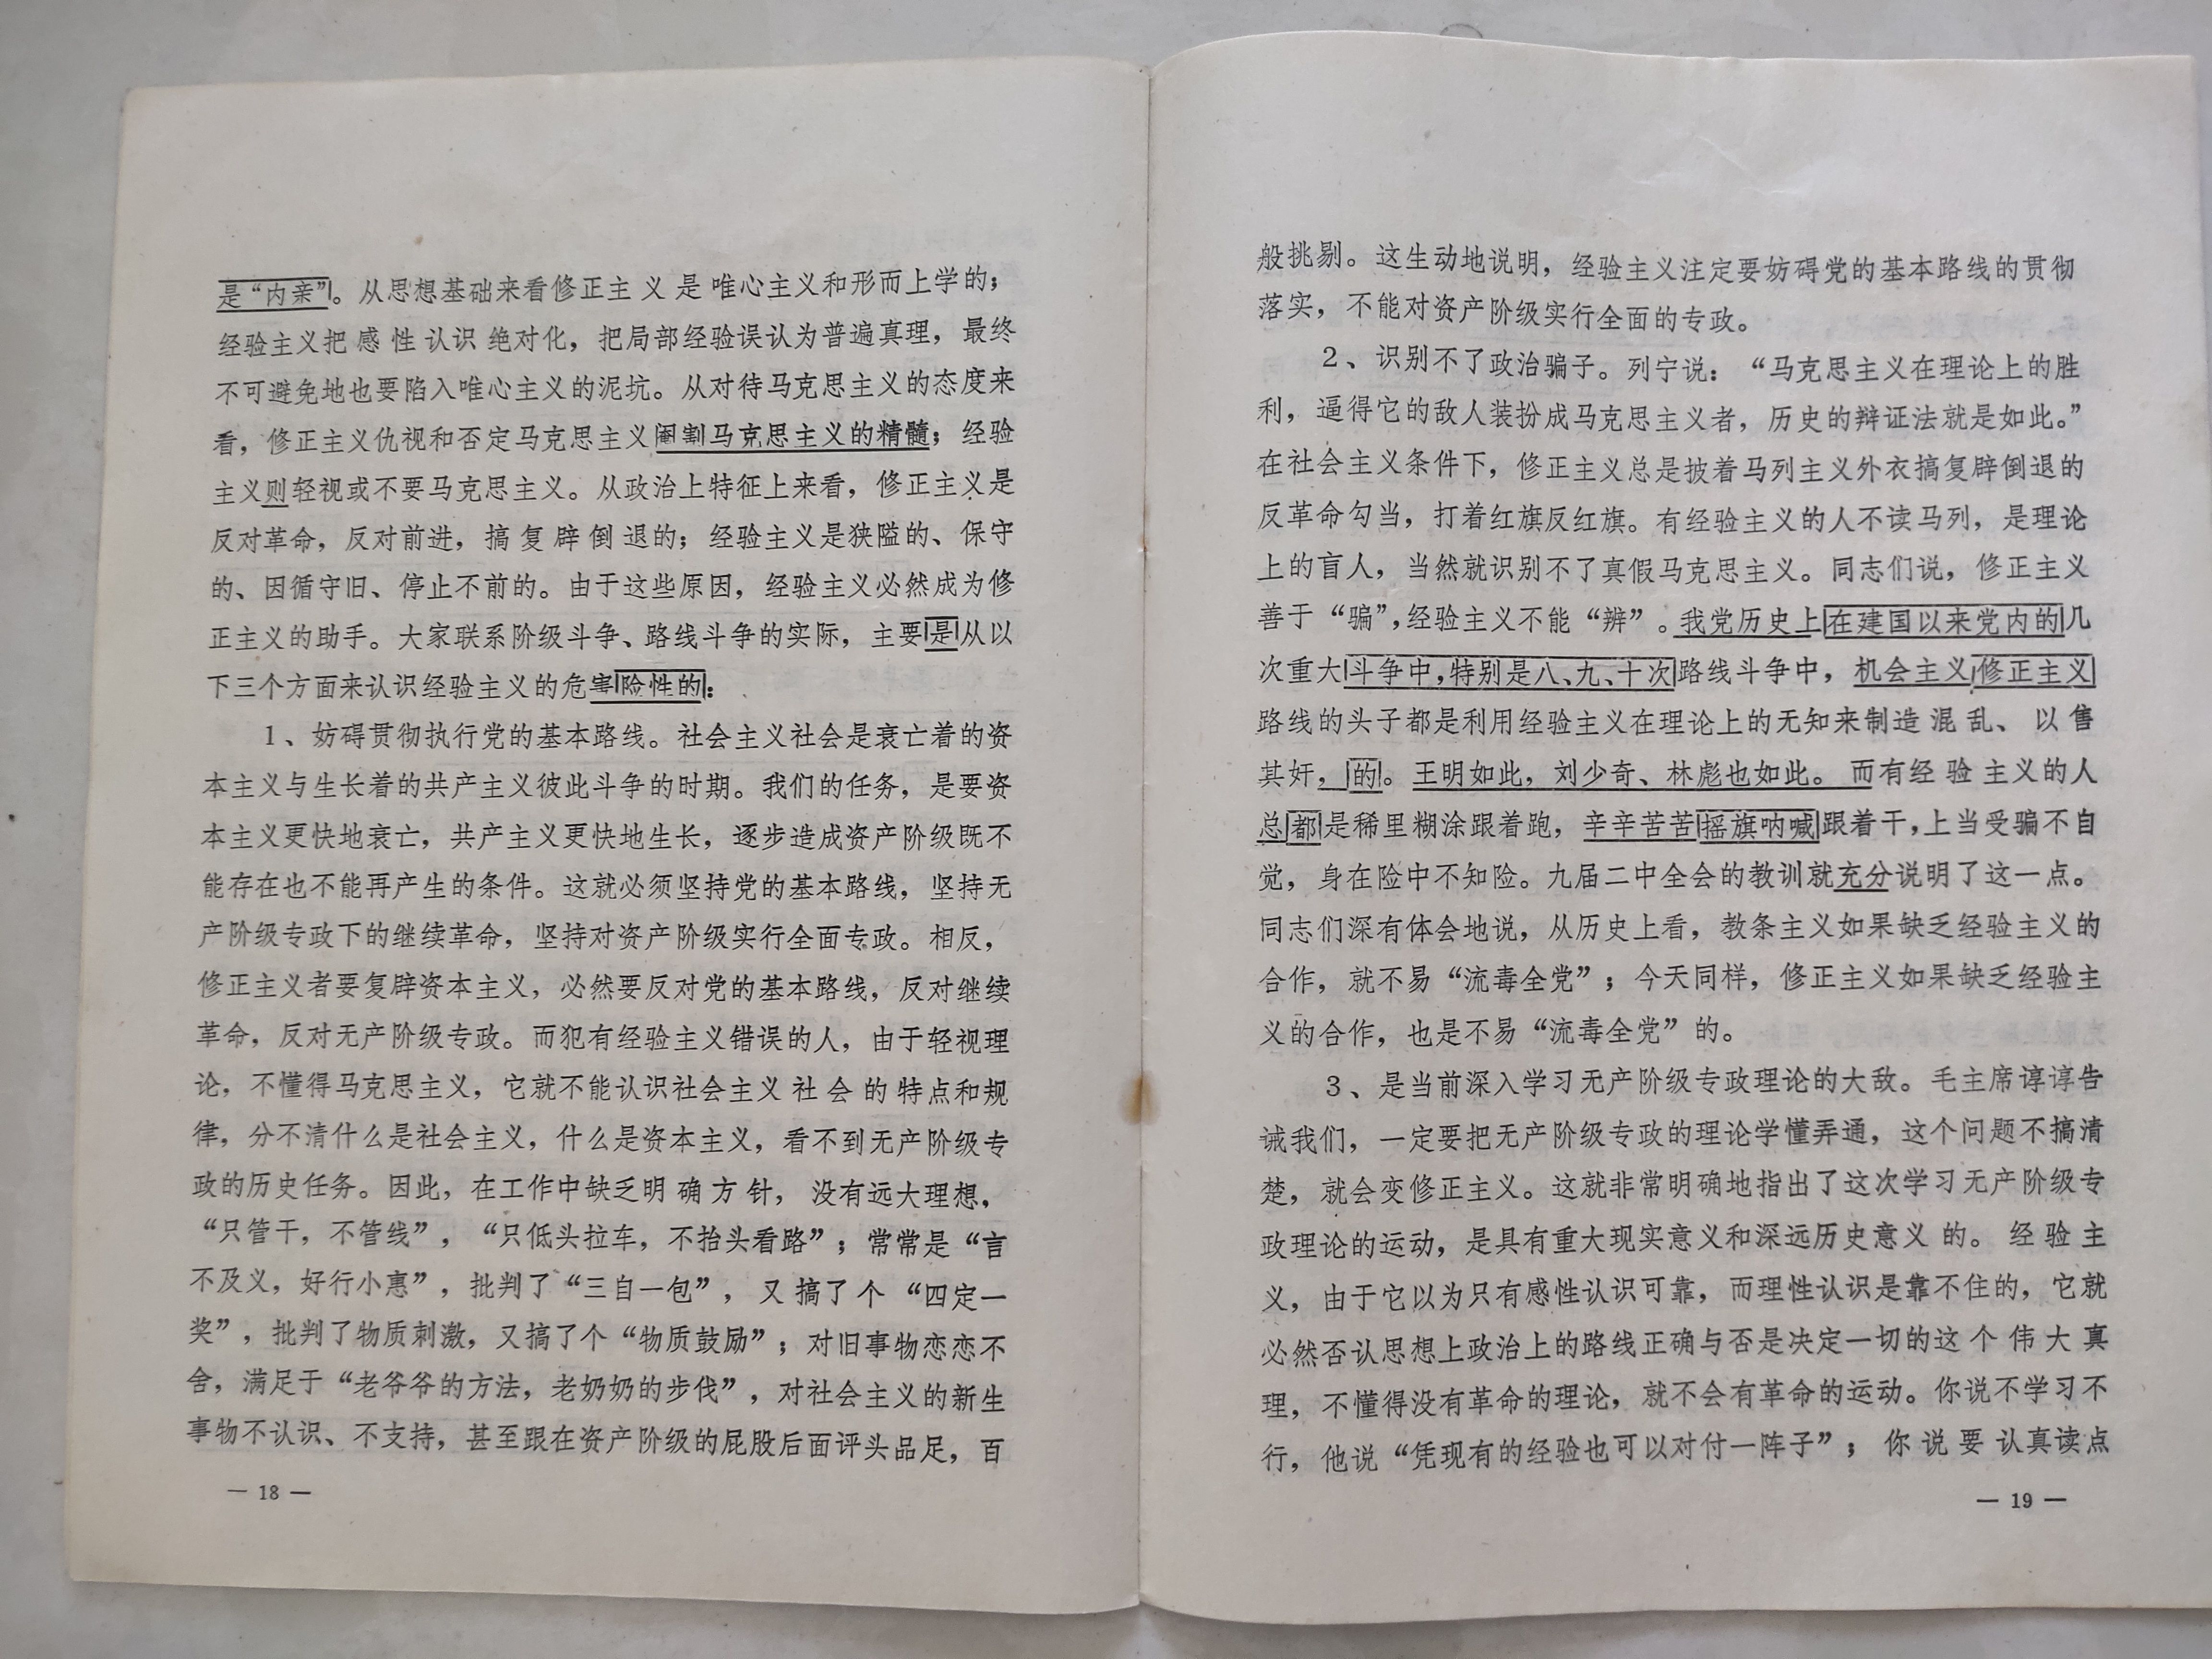 是“内亲”。从思想基础来看修正主义是唯心主义和形而上学的；
经验主义把感性认识绝对化，把局部经验误认为普遍真理，最终
不可避免地也要陷入唯心主义的泥坑。从对待马克思主义的态度来
看，修正主义仇视和否定马克思主义阉割马克思主义的精髓；经验
主义则轻视或不要马克思主义。从政治上特征上来看，修正主义是
反对革命，反对前进，搞复辟倒退的；经验主义是狭隘的、保守
的、因循守旧、停止不前的。由于这些原因，经验主义必然成为修
正主义的助手。大家联系阶级斗争、路线斗争的实际，主要是从以
下三个方面来认识经验主义的危害险性的：
1、妨碍贯彻执行党的基本路线。社会主义社会是衰亡着的资
本主义与生长着的共产主义彼此斗争的时期。我们的任务，是要资
本主义更快地衰亡，共产主义更快地生长，逐步造成资产阶级既不
能存在也不能再产生的条件。这就必须坚持党的基本路线，坚持无
产阶级专政下的继续革命，坚持对资产阶级实行全面专政。相反，
修正主义者要复辟资本主义，必然要反对党的基本路线，反对继续
革命，反对无产阶级专政。而犯有经验主义错误的人，由于轻视理
论，不懂得马克思主义，它就不能认识社会主义社会的特点和规
律，分不清什么是社会主义，什么是资本主义，看不到无产阶级专
政的历史任务。因此，在工作中缺乏明确方针，没有远大理想，
“只管干，不管线”，“只低头拉车，不抬头看路”；常常是“言
不及义，好行小惠”，批判了“三自一包”，又搞了个“四定一
奖”，批判了物质刺激，又搞了个“物质鼓励”；对旧事物恋恋不
舍，满足于“老爷爷的方法，老奶奶的步伐”，对社会主义的新生
事物不认识、不支持，甚至跟在资产阶级的屁股后面评头品足，百
— 18 —
般挑剔。这生动地说明，经验主义注定要妨碍党的基本路线的贯彻
落实，不能对资产阶级实行全面的专政。
2、识别不了政治骗子。列宁说：“马克思主义在理论上的胜
利，逼得它的敌人装扮成马克思主义者，历史的辩证法就是如此。”
在社会主义条件下，修正主义总是披着马列主义外衣搞复辟倒退的
反革命勾当，打着红旗反红旗。有经验主义的人不读马列，是理论
上的盲人，当然就识别不了真假马克思主义。同志们说，修正主义
善于“骗”，经验主义不能“辨”。我党历史上在建国以来党内的几
次重大斗争中，特别是八、九、十次路线斗争中，机会主义修正主义
路线的头子都是利用经验主义在理论上的无知来制造混乱、以售
其奸，的。王明如此，刘少奇、林彪也如此。而有经验主义的人
总都是稀里糊涂跟着跑，辛辛苦苦摇旗呐喊跟着干，上当受骗不自
觉，身在险中不知险。九届二中全会的教训就充分说明了这一点。
同志们深有体会地说，从历史上看，教条主义如果缺乏经验主义的
合作，就不易“流毒全党”；今天同样，修正主义如果缺乏经验主
义的合作，也是不易“流毒全党”的。
3、是当前深入学习无产阶级专政理论的大敌。毛主席谆谆告
诫我们，一定要把无产阶级专政的理论学懂弄通，这个问题不搞清
楚，就会变修正主义。这就非常明确地指出了这次学习无产阶级专
政理论的运动，是具有重大现实意义和深远历史意义的。经验主
义，由于它以为只有感性认识可靠，而理性认识是靠不住的，它就
必然否认思想上政治上的路线正确与否是决定一切的这个伟大真
理，不懂得没有革命的理论，就不会有革命的运动。你说不学习不
行，他说“凭现有的经验也可以对付一阵子”；你说要认真读点
— 19 —